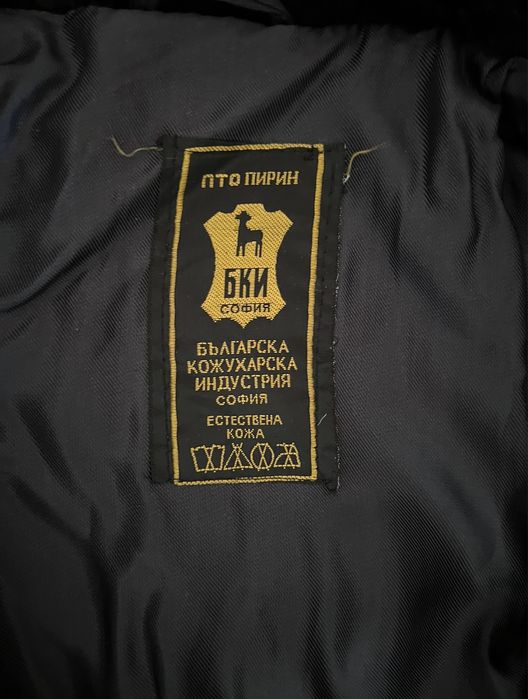 ПТО ПИРИН
БКИ
СОФИЯ
БЪЛГАРСКА
КОЖУХАРСКА
ИНДУСТРИЯ
СОФИЯ
ЕСТЕСТВЕНА
КОЖА